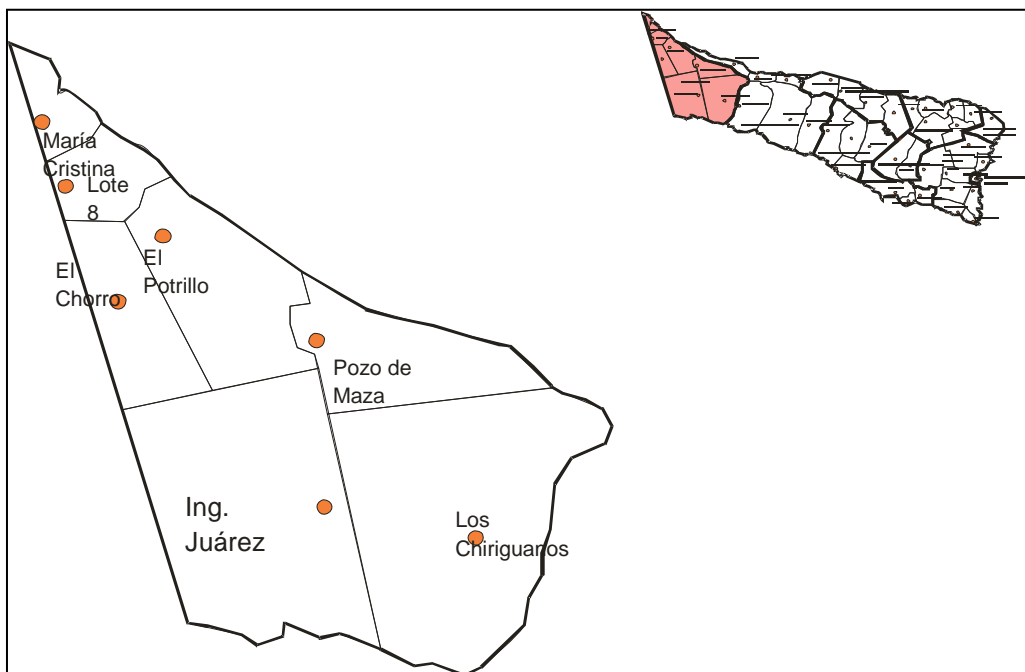 María
Cristina
Lote
8
El
Potrillo
El
Chorro
Pozo de
Maza
Ing.
Juárez
Los
Chiriguanos